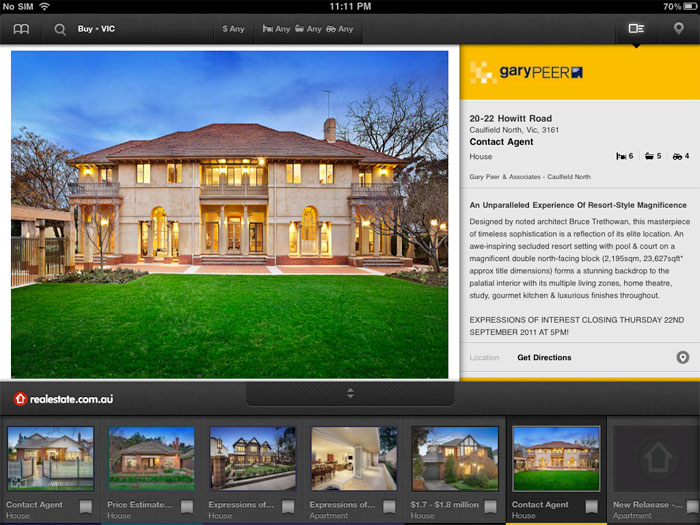 No SIM 11:11 PM 70%
Buy - VIC $ Any Any Any Any
garyPEER
20-22 Howitt Road
Caulfield North, Vic, 3161
Contact Agent
House 6 5 4
Gary Peer & Associates - Caulfield North
An Unparalleled Experience Of Resort-Style Magnificence
Designed by noted architect Bruce Trethowan, this masterpiece
of timeless sophistication is a reflection of its elite location. An
awe-inspiring secluded resort setting with pool & court on a
magnificent double north-facing block (2,195sqm, 23,627sqft*
approx title dimensions) forms a stunning backdrop to the
palatial interior with its multiple living zones, home theatre,
study, gourmet kitchen & luxurious finishes throughout.
EXPRESSIONS OF INTEREST CLOSING THURSDAY 22ND
SEPTEMBER 2011 AT 5PM!
Location Get Directions
realestate.com.au
Contact Agent
House
Price Estimate...
House
Expressions of...
House
Expressions of...
Apartment
$1.7 - $1.8 million
House
Contact Agent
House
New Relaease -...
Apartment